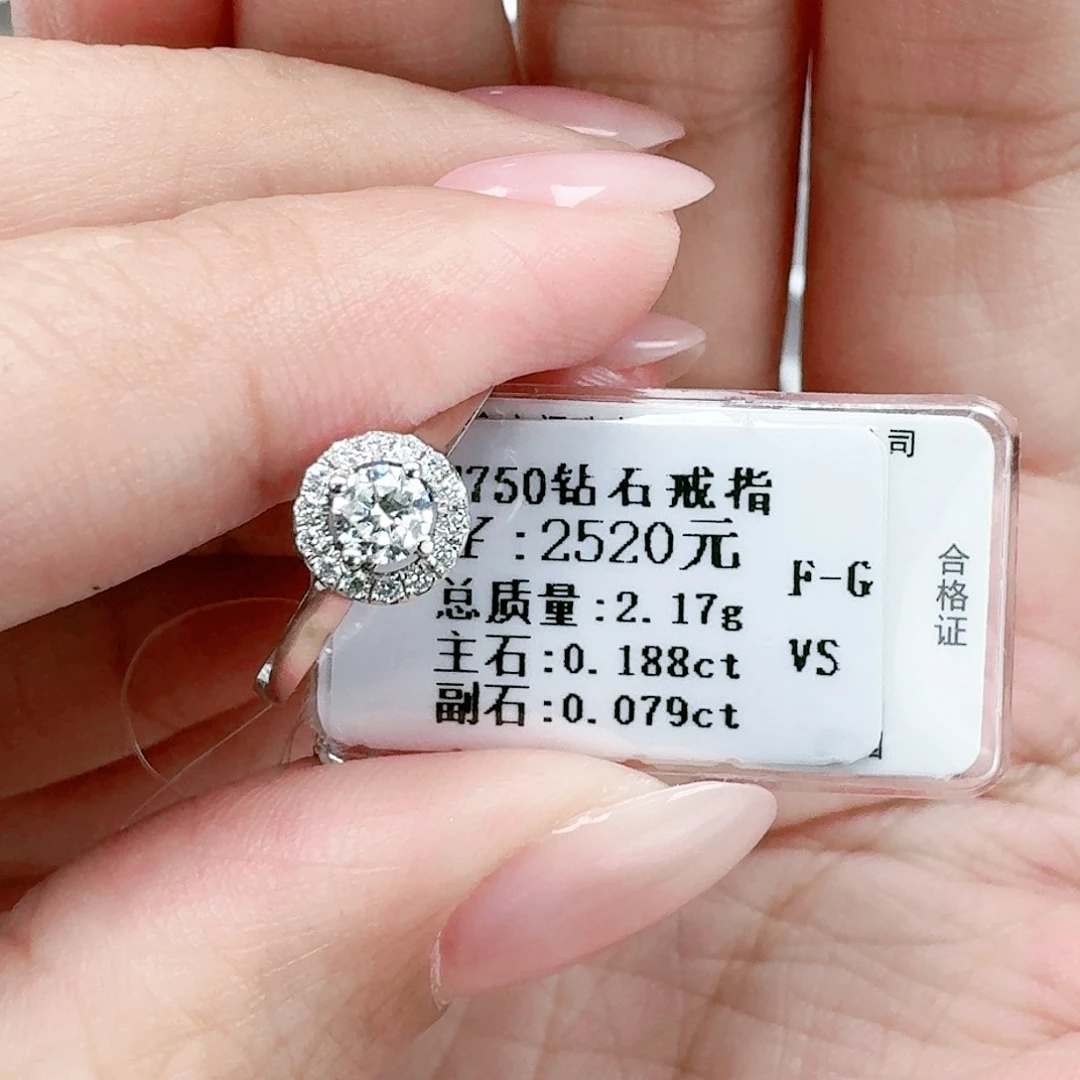 司
750钻石戒指
:2520元
总质量:2.17g
主石:0.188ct
副石:0.079ct
F-G
VS
合格证